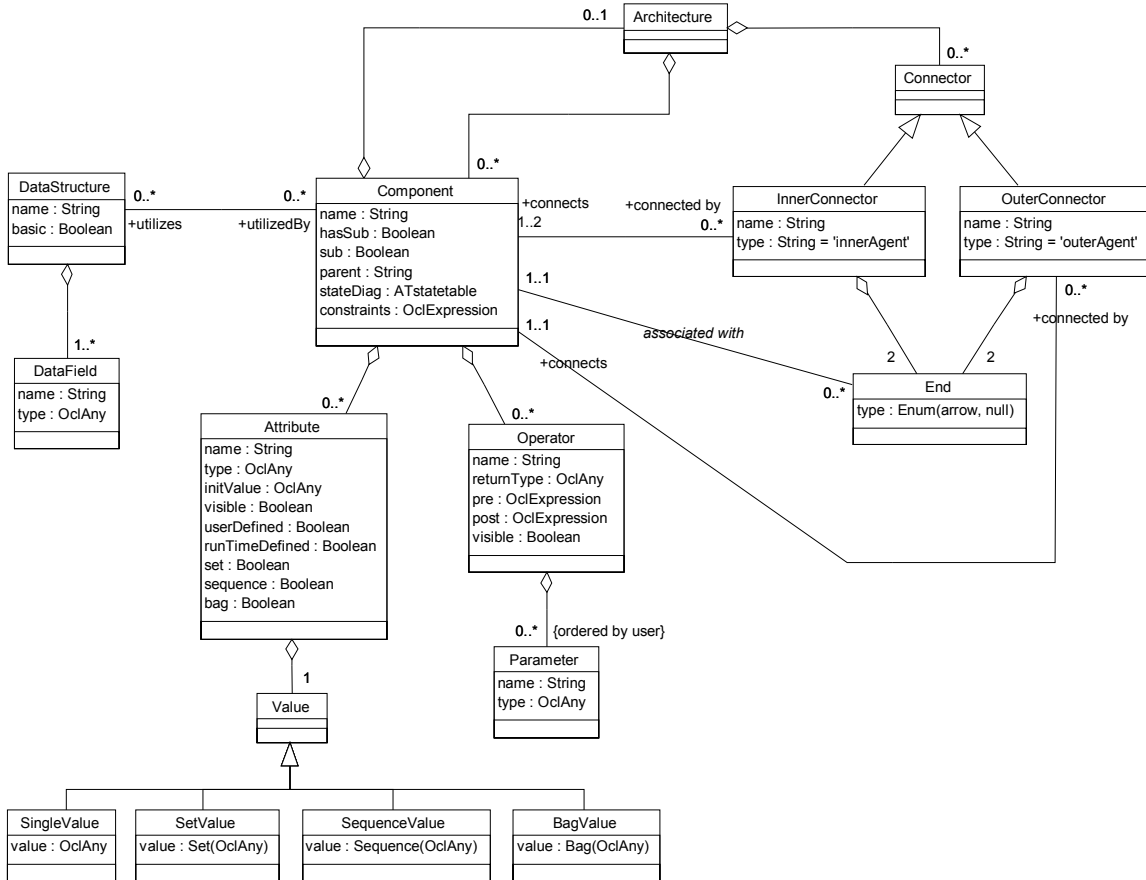 0..1
Architecture
0..*
Connector
0..*
DataStructure
name : String
basic : Boolean
0..*
+utilizes
0..*
+utilizedBy
Component
name : String
hasSub : Boolean
sub : Boolean
parent : String
stateDiag : ATstatetable
constraints : OclExpression
+connects
1..2
+connected by
0..*
InnerConnector
name : String
type : String = 'innerAgent'
OuterConnector
name : String
type : String = 'outerAgent'
1..1
associated with
0..*
1..1
+connects
0..*
+connected by
2
2
End
type : Enum(arrow, null)
1..*
DataField
name : String
type : OclAny
0..*
Attribute
name : String
type : OclAny
initValue : OclAny
visible : Boolean
userDefined : Boolean
runTimeDefined : Boolean
set : Boolean
sequence : Boolean
bag : Boolean
0..*
Operator
name : String
returnType : OclAny
pre : OclExpression
post : OclExpression
visible : Boolean
0..*
{ordered by user}
Parameter
name : String
type : OclAny
1
Value
SingleValue
value : OclAny
SetValue
value : Set(OclAny)
SequenceValue
value : Sequence(OclAny)
BagValue
value : Bag(OclAny)